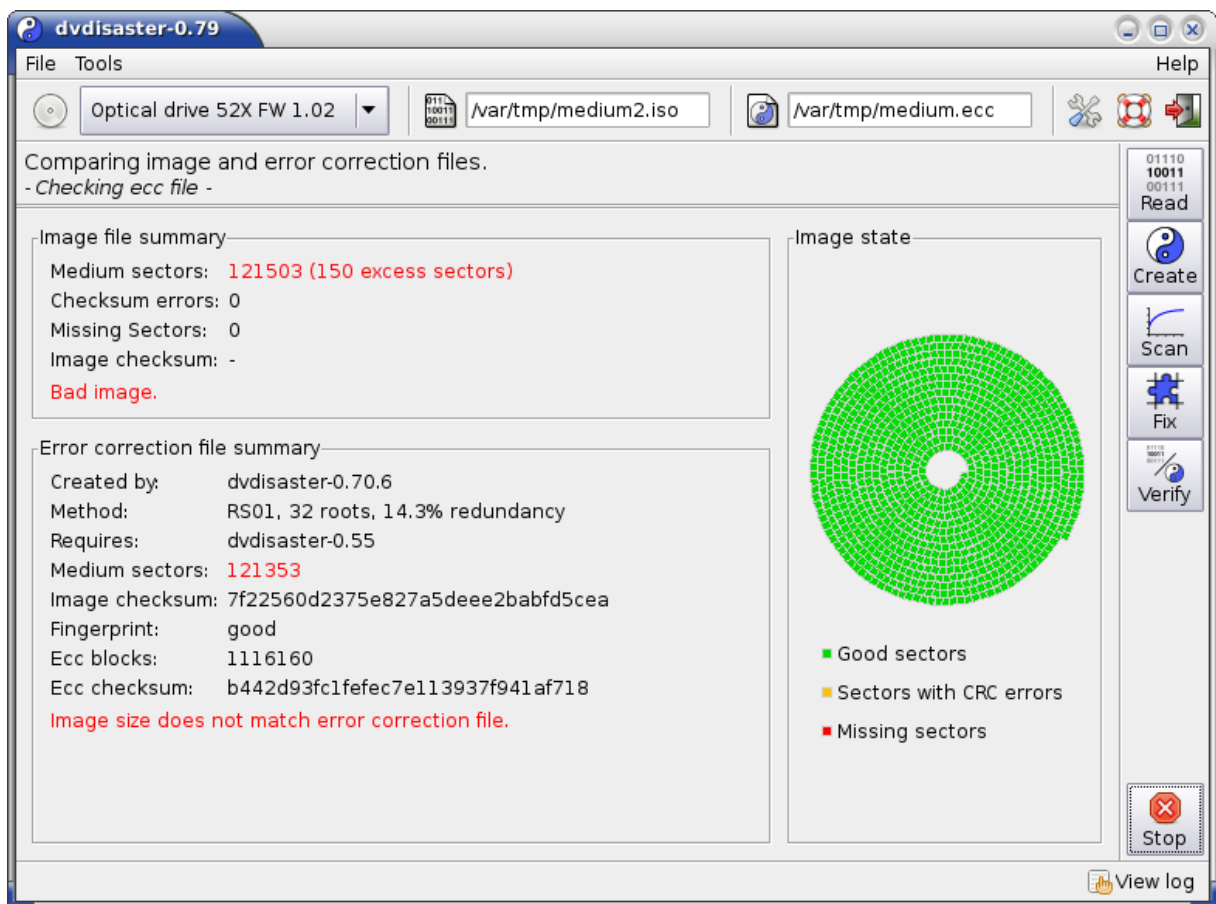 dvdisaster-0.79
File Tools Help
Optical drive 52X FW 1.02 /var/tmp/medium2.iso /var/tmp/medium.ecc
Comparing image and error correction files.
- Checking ecc file -
Image file summary
Medium sectors: 121503 (150 excess sectors)
Checksum errors: 0
Missing Sectors: 0
Image checksum: -
Bad image.
Error correction file summary
Created by: dvdisaster-0.70.6
Method: RS01, 32 roots, 14.3% redundancy
Requires: dvdisaster-0.55
Medium sectors: 121353
Image checksum: 7f22560d2375e827a5deee2babfd5cea
Fingerprint: good
Ecc blocks: 1116160
Ecc checksum: b442d93fc1fefec7e113937f941af718
Image size does not match error correction file.
Image state
Good sectors
Sectors with CRC errors
Missing sectors
01110
10011
00111
Read
Create
Scan
Fix
Verify
Stop
View log